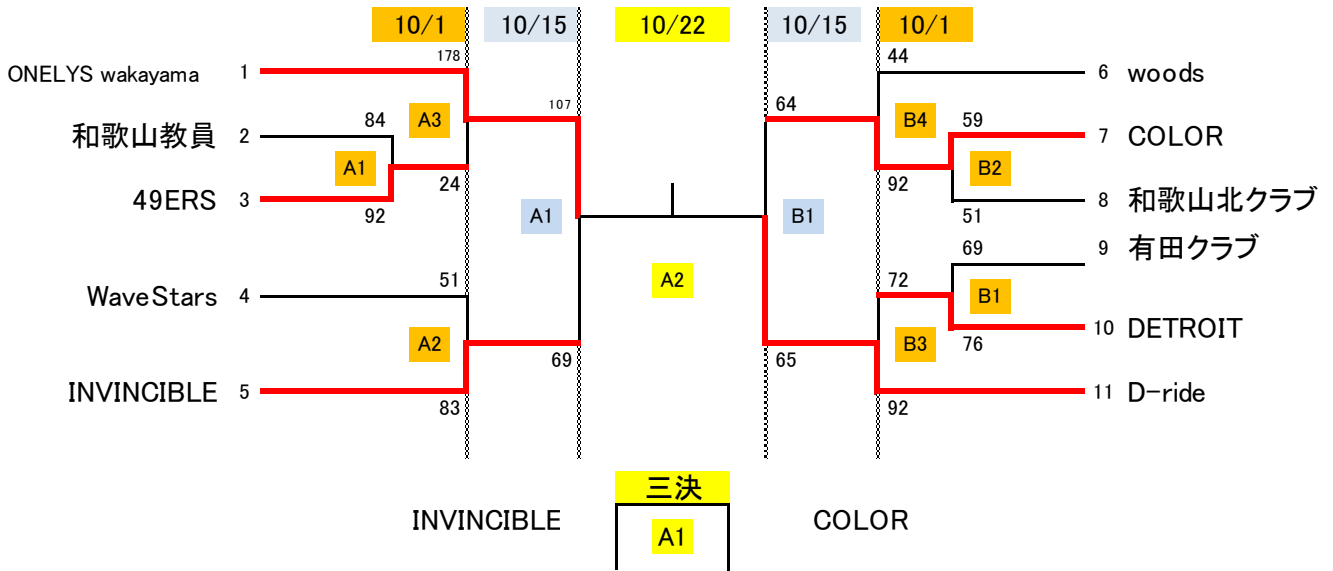 10/1 10/15 10/22 10/15 10/1
178 44
ONELYS wakayama 1 6 woods
107 64
84 A3 B4 59
和歌山教員 2 7 COLOR
A1 B2
24 92
49ERS 3 8 和歌山北クラブ
92 A1 B1 51
69 9 有田クラブ
51 A2 72
WaveStars 4 B1
10 DETROIT
A2 B3 76
69 65
INVINCIBLE 5 11 D-ride
83 92
三決
INVINCIBLE COLOR
A1